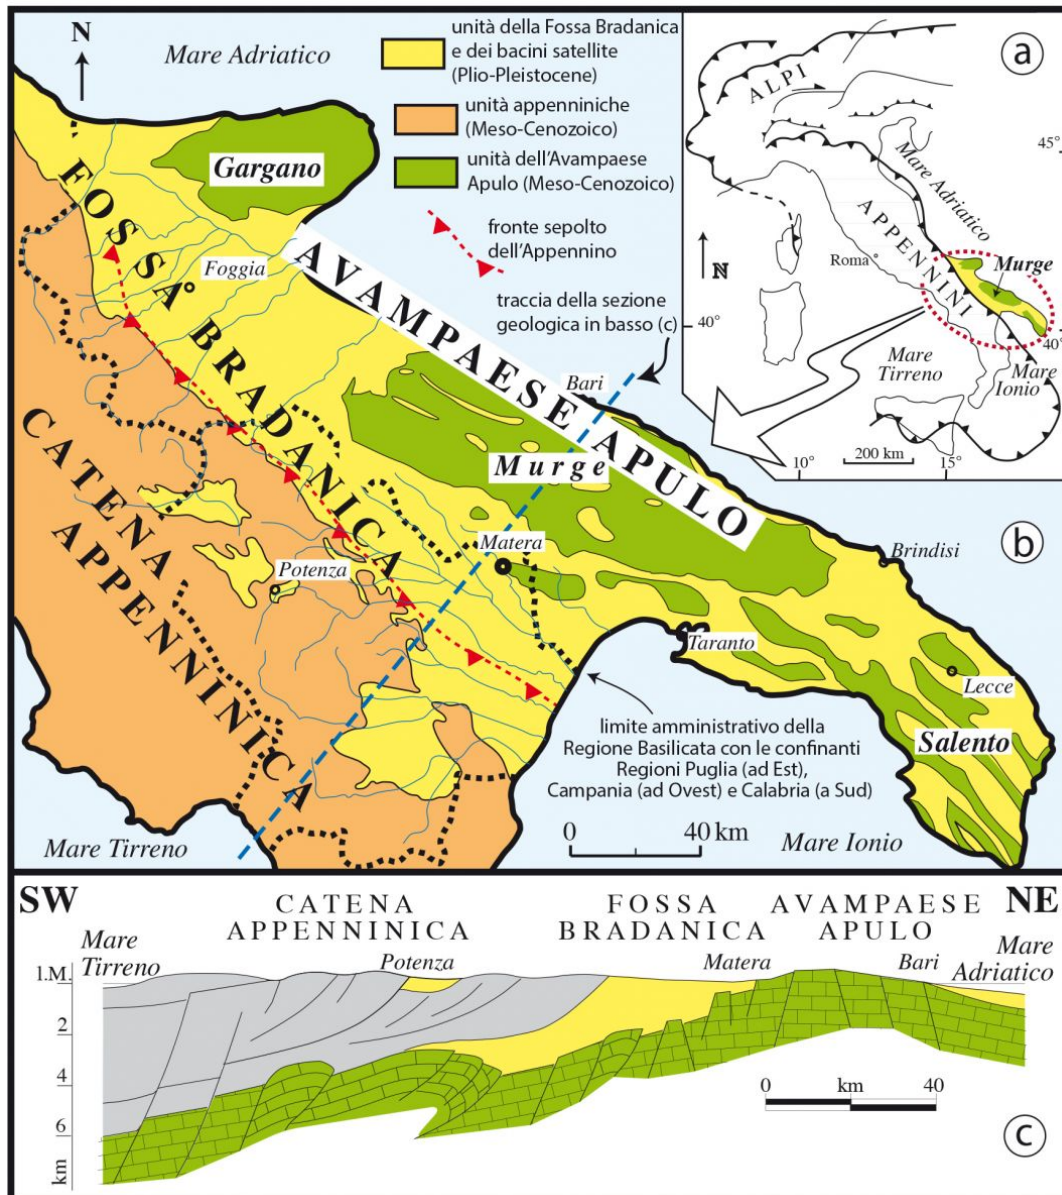 N
Mare Adriatico
unità della Fossa Bradanica
e dei bacini satellite
(Plio-Pleistocene)
unità appenniniche
(Meso-Cenozoico)
unità dell'Avampaese
Apulo (Meso-Cenozoico)
fronte sepolto
dell'Appennino
traccia della sezione
geologica in basso (c)
Gargano
FOSSA BRADANICA
Foggia
AVAMPAESE APULO
Bari
Murge
CATENA
APPENNINICA
Potenza
Matera
Brindisi
Taranto
Lecce
Salento
limite amministrativo della
Regione Basilicata con le confinanti
Regioni Puglia (ad Est),
Campania (ad Ovest) e Calabria (a Sud)
0 40 km
Mare Tirreno
Mare Ionio
b
a
ALPI
45°
Mare Adriatico
APPENNINI
N
Roma
Murge
40°
40°
Mare
Tirreno
Mare
Ionio
200 km
10°
15°
SW
CATENA
APPENNINICA
FOSSA
BRADANICA
AVAMPAESE
APULO
NE
Mare
Tirreno
Potenza
Matera
Bari
Mare
Adriatico
l.M.
2
4
6
km
0 km 40
c